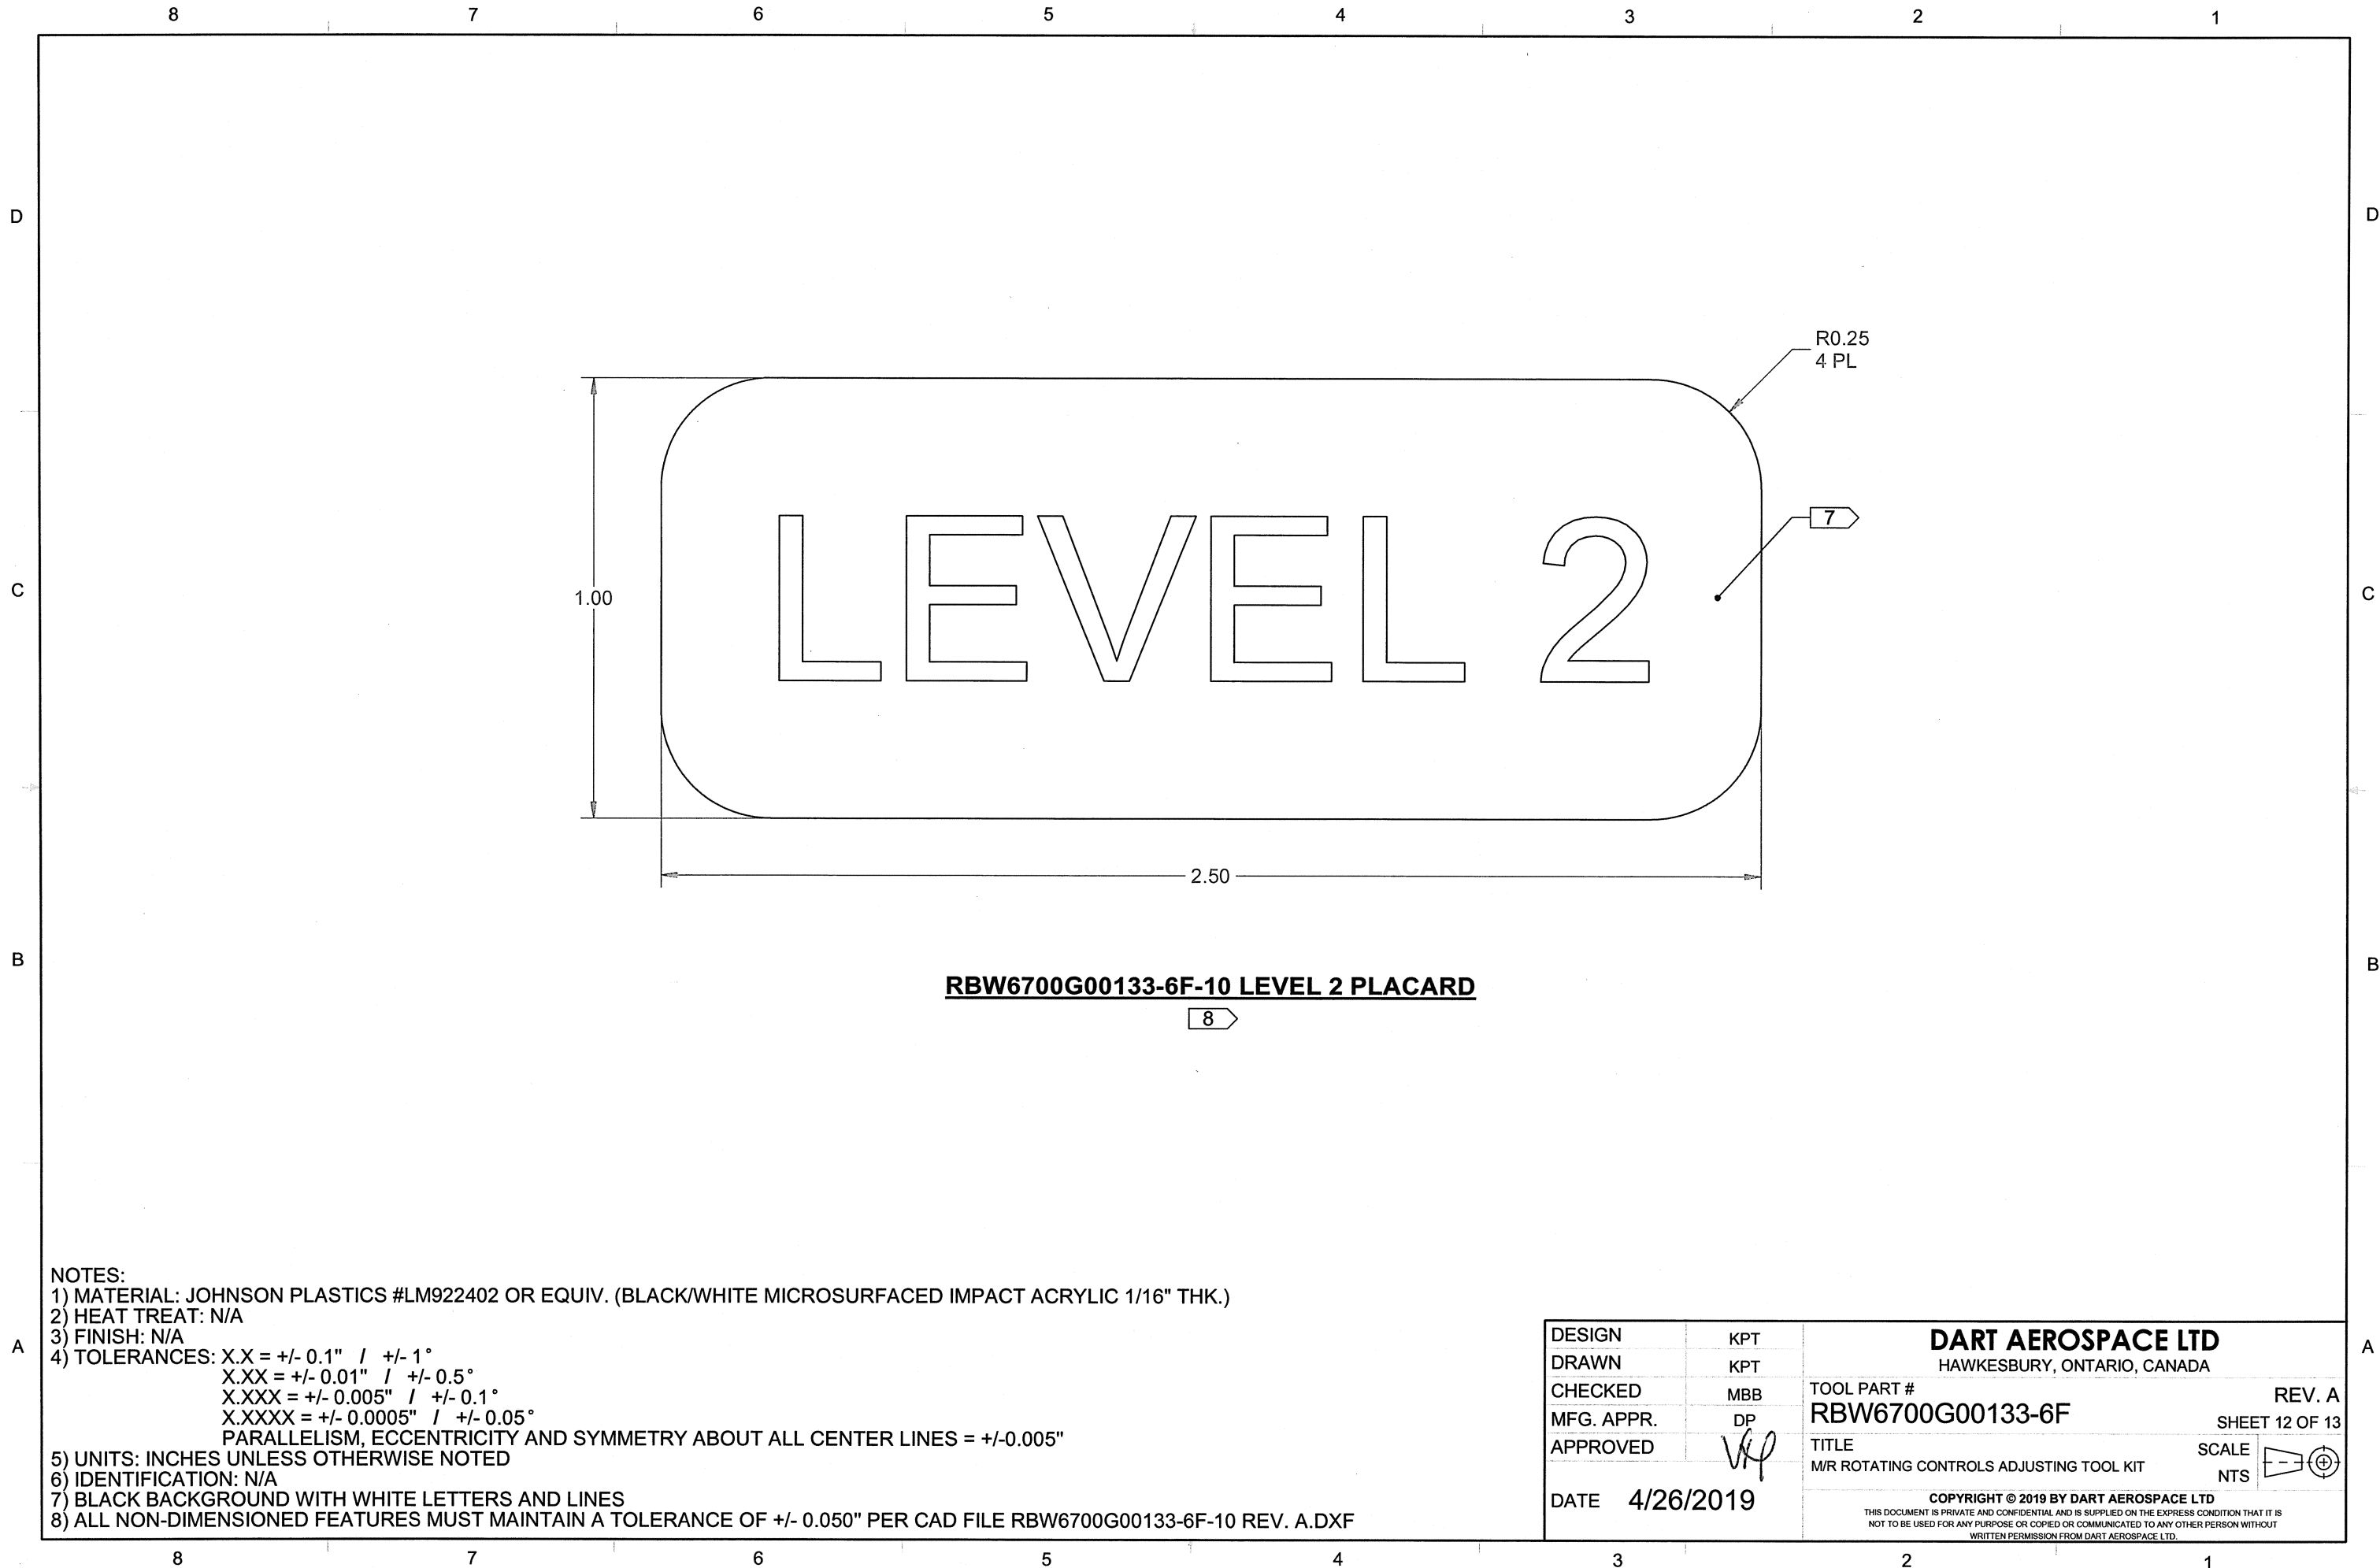 8 7 6 5 4 3 2 1
D D
R0.25
4 PL
7
LEVEL 2
C C
1.00
2.50
B B
RBW6700G00133-6F-10 LEVEL 2 PLACARD
8
NOTES:
1) MATERIAL: JOHNSON PLASTICS #LM922402 OR EQUIV. (BLACK/WHITE MICROSURFACED IMPACT ACRYLIC 1/16" THK.)
2) HEAT TREAT: N/A
3) FINISH: N/A
4) TOLERANCES: X.X = +/- 0.1" / +/- 1°
X.XX = +/- 0.01" / +/- 0.5°
X.XXX = +/- 0.005" / +/- 0.1°
X.XXXX = +/- 0.0005" / +/- 0.05°
PARALLELISM, ECCENTRICITY AND SYMMETRY ABOUT ALL CENTER LINES = +/-0.005"
5) UNITS: INCHES UNLESS OTHERWISE NOTED
6) IDENTIFICATION: N/A
7) BLACK BACKGROUND WITH WHITE LETTERS AND LINES
8) ALL NON-DIMENSIONED FEATURES MUST MAINTAIN A TOLERANCE OF +/- 0.050" PER CAD FILE RBW6700G00133-6F-10 REV. A.DXF
A A
DESIGN KPT
DRAWN KPT
CHECKED MBB
MFG. APPR. DP
APPROVED
DATE 4/26/2019
DART AEROSPACE LTD
HAWKESBURY, ONTARIO, CANADA
TOOL PART #
RBW6700G00133-6F
REV. A
SHEET 12 OF 13
TITLE
M/R ROTATING CONTROLS ADJUSTING TOOL KIT
SCALE
NTS
COPYRIGHT © 2019 BY DART AEROSPACE LTD
THIS DOCUMENT IS PRIVATE AND CONFIDENTIAL AND IS SUPPLIED ON THE EXPRESS CONDITION THAT IT IS
NOT TO BE USED FOR ANY PURPOSE OR COPIED OR COMMUNICATED TO ANY OTHER PERSON WITHOUT
WRITTEN PERMISSION FROM DART AEROSPACE LTD.
8 7 6 5 4 3 2 1